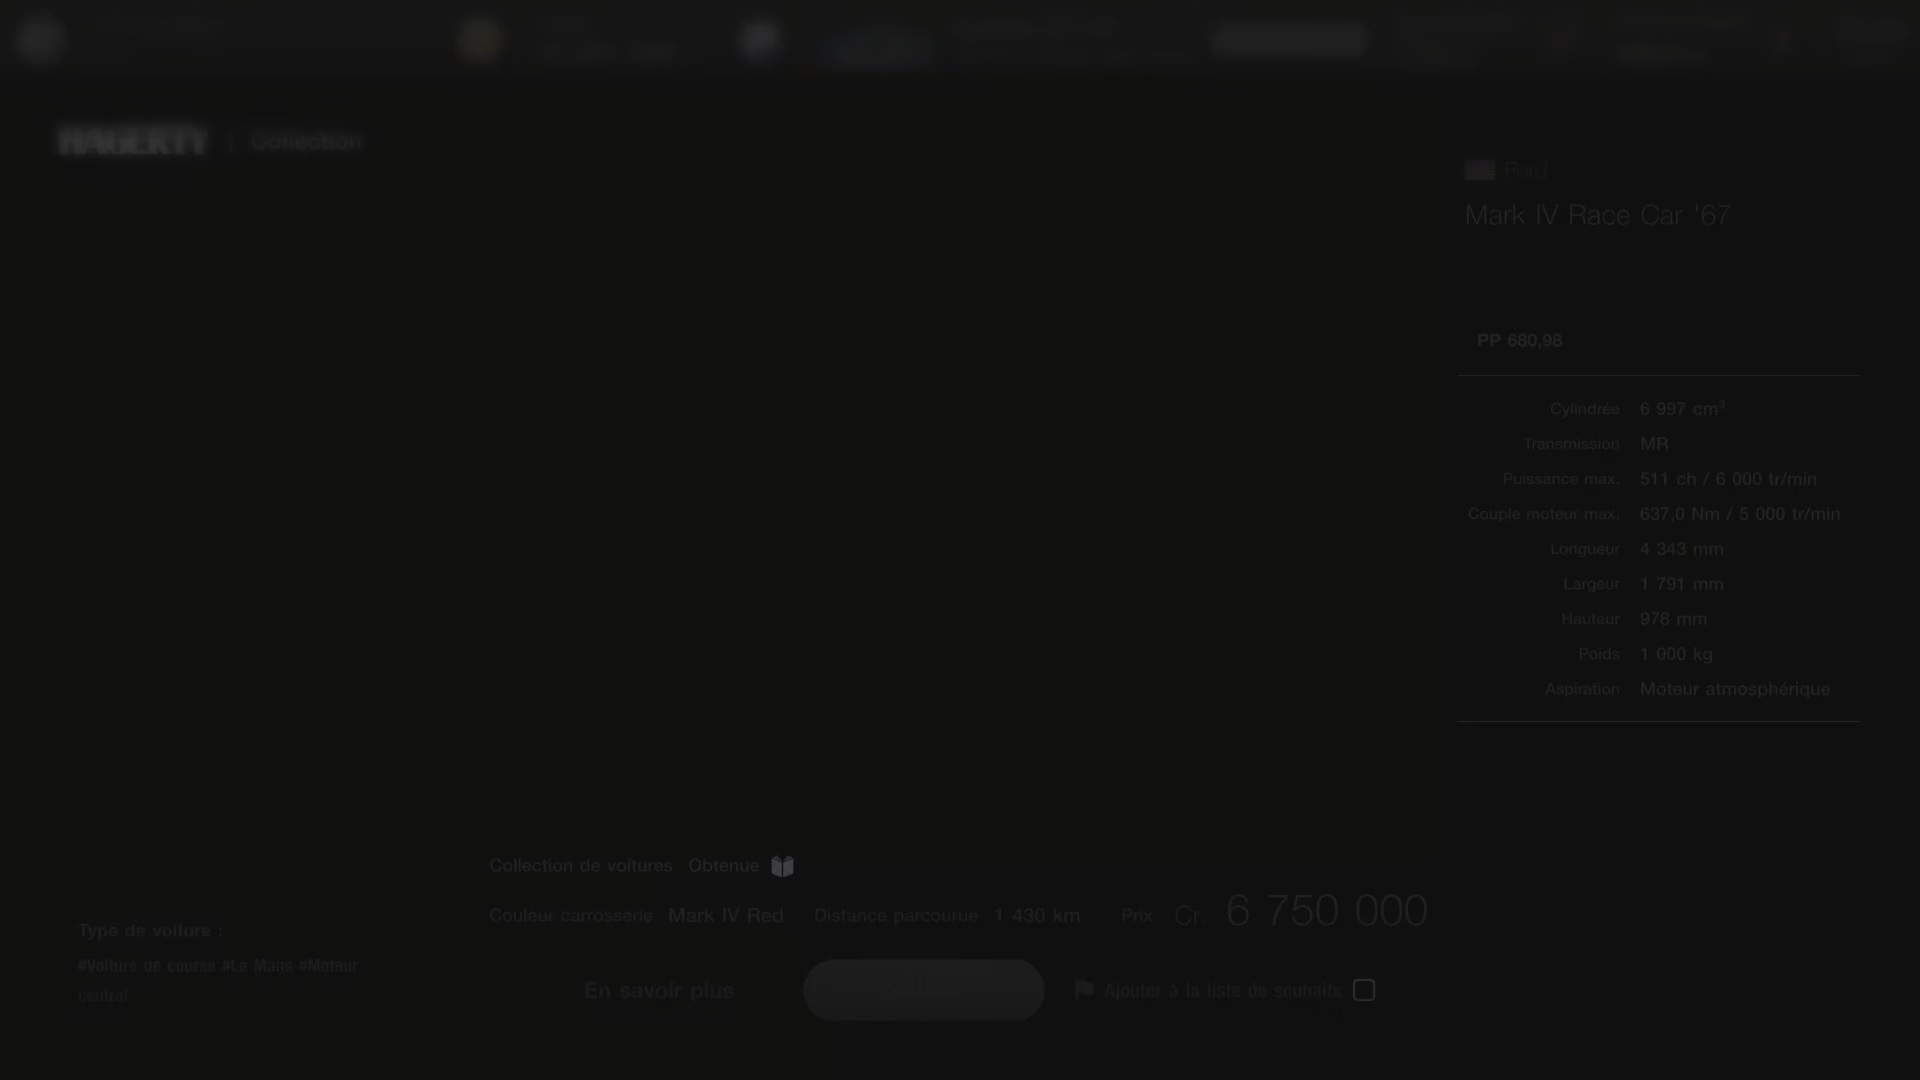 HAGERTY | Collection
Ford
Mark IV Race Car '67
PP 680,98
Cylindrée 6 997 cm³
Transmission MR
Puissance max. 511 ch / 6 000 tr/min
Couple moteur max. 637,0 Nm / 5 000 tr/min
Longueur 4 343 mm
Largeur 1 791 mm
Hauteur 978 mm
Poids 1 000 kg
Aspiration Moteur atmosphérique
Collection de voitures Obtenue
Couleur carrosserie Mark IV Red Distance parcourue 1 430 km Prix Cr. 6 750 000
Type de voiture :
#Voiture de course #Le Mans #Moteur
central
En savoir plus
Ajouter à la liste de souhaits